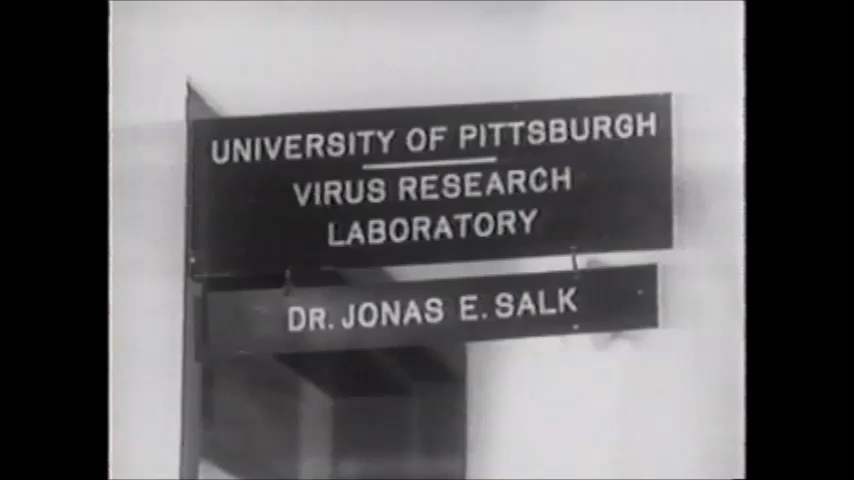 UNIVERSITY OF PITTSBURGH
VIRUS RESEARCH
LABORATORY
DR. JONAS E. SALK